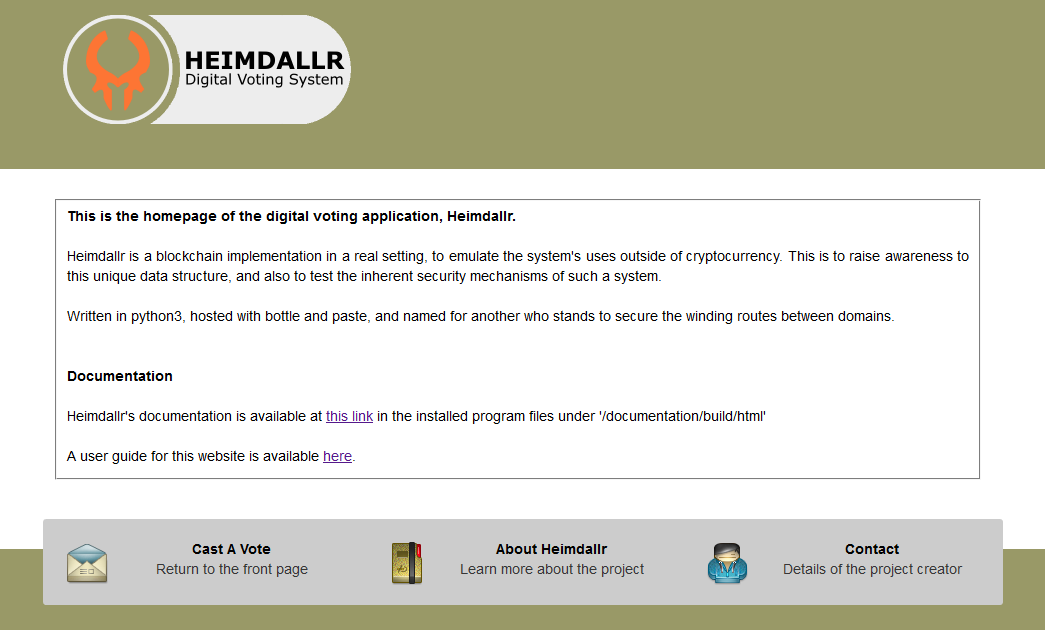 HEIMDALLR
Digital Voting System
This is the homepage of the digital voting application, Heimdallr.
Heimdallr is a blockchain implementation in a real setting, to emulate the system's uses outside of cryptocurrency. This is to raise awareness to
this unique data structure, and also to test the inherent security mechanisms of such a system.
Written in python3, hosted with bottle and paste, and named for another who stands to secure the winding routes between domains.
Documentation
Heimdallr's documentation is available at this link in the installed program files under '/documentation/build/html'
A user guide for this website is available here.
Cast A Vote
Return to the front page
About Heimdallr
Learn more about the project
Contact
Details of the project creator